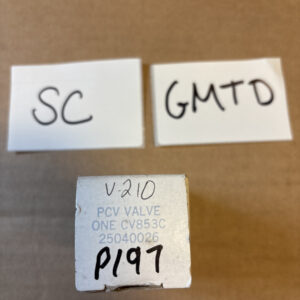 SC
GMTD
V-210
PCV VALVE
ONE CV853C
25040026
P197